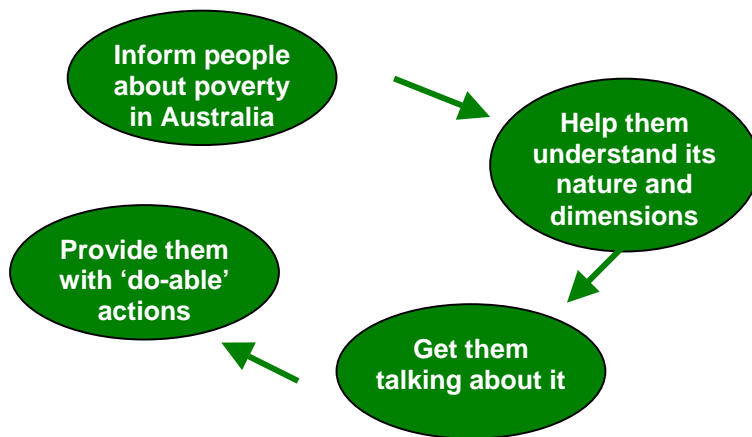 Inform people
about poverty
in Australia
Help them
understand its
nature and
dimensions
Get them
talking about it
Provide them
with ‘do-able’
actions